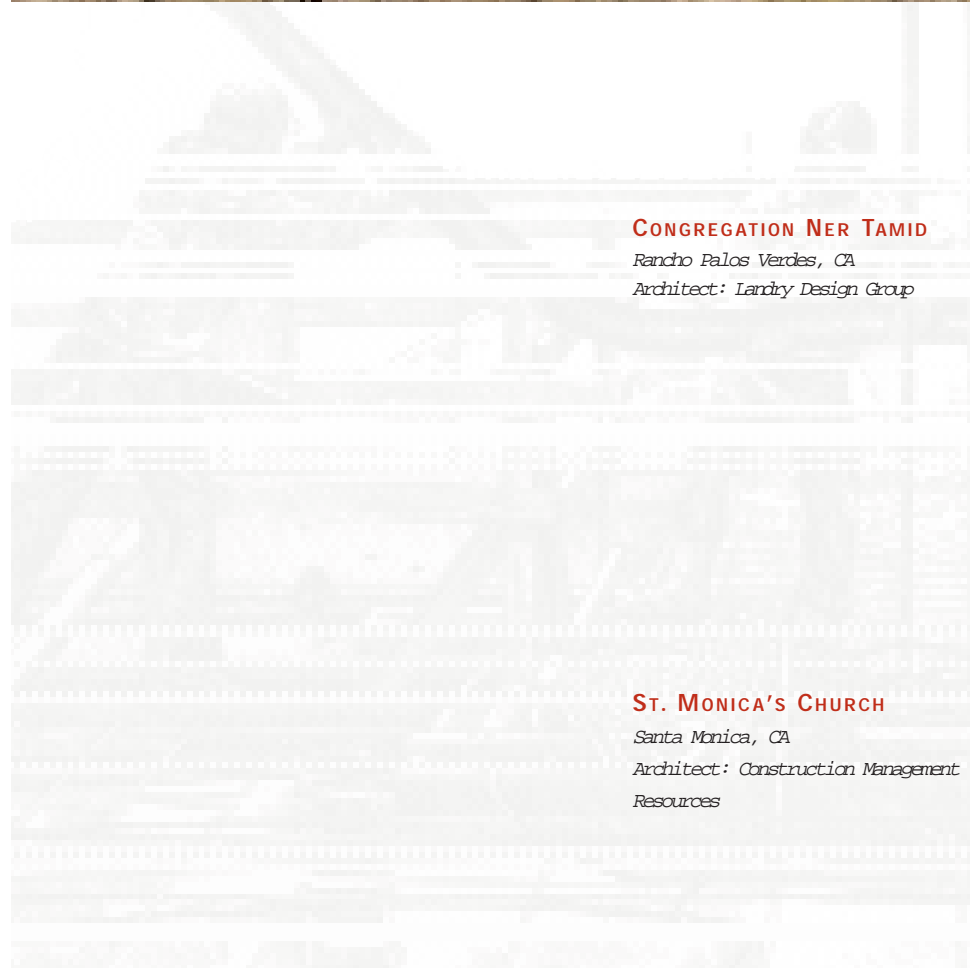 CONGREGATION NER TAMID
Rancho Palos Verdes, CA
Architect: Landry Design Group
ST. MONICA'S CHURCH
Santa Monica, CA
Architect: Construction Management
Resources